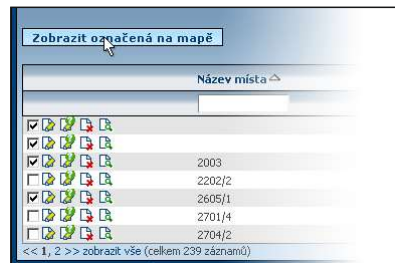 Zobrazit označená na mapě
Název místa
2003
2202/2
2605/1
2701/4
2704/2
<< 1, 2 >> zobrazit vše (celkem 239 záznamů)